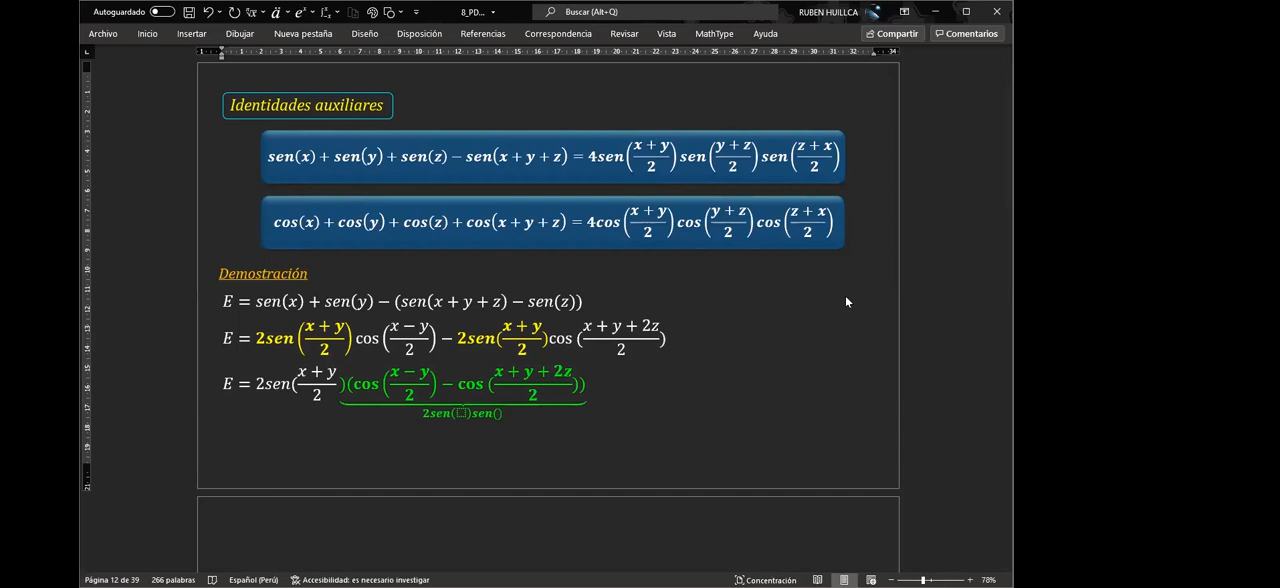 Autoguardado
8_PD...
Buscar (Alt+Q)
RUBEN HUILLCA
Archivo Inicio Insertar Dibujar Nueva pestaña Diseño Disposición Referencias Correspondencia Revisar Vista MathType Ayuda Compartir Comentarios
Identidades auxiliares
sen(x) + sen(y) + sen(z) − sen(x + y + z) = 4sen((x + y)/2) sen((y + z)/2) sen((z + x)/2)
cos(x) + cos(y) + cos(z) + cos(x + y + z) = 4cos((x + y)/2) cos((y + z)/2) cos((z + x)/2)
Demostración
E = sen(x) + sen(y) − (sen(x + y + z) − sen(z))
E = 2sen((x + y)/2) cos((x − y)/2) − 2sen((x + y)/2) cos((x + y + 2z)/2)
E = 2sen((x + y)/2)(cos((x − y)/2) − cos((x + y + 2z)/2))
2sen(⬚)sen()
Página 12 de 39 266 palabras Español (Perú) Accesibilidad: es necesario investigar Concentración 78%